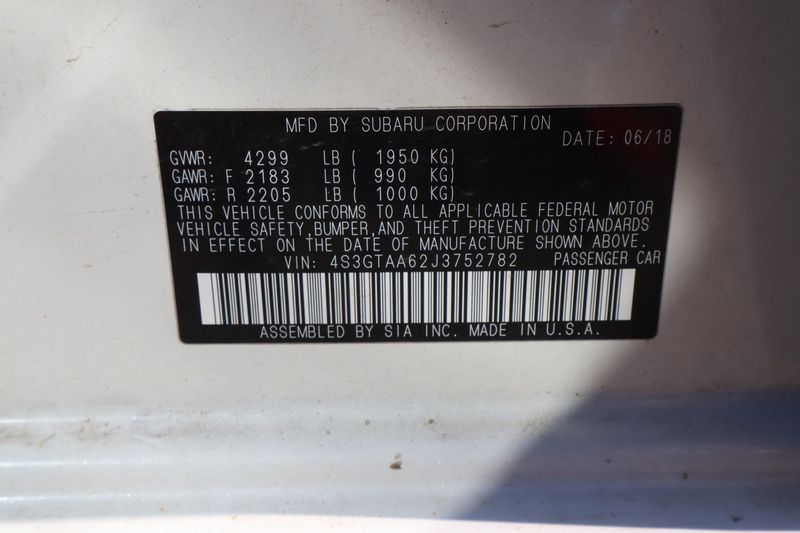 MFD BY SUBARU CORPORATION
DATE: 06/18
GVWR: 4299 LB ( 1950 KG)
GAWR: F 2183 LB ( 990 KG)
GAWR: R 2205 LB ( 1000 KG)
THIS VEHICLE CONFORMS TO ALL APPLICABLE FEDERAL MOTOR
VEHICLE SAFETY,BUMPER,AND THEFT PREVENTION STANDARDS
IN EFFECT ON THE DATE OF MANUFACTURE SHOWN ABOVE.
VIN: 4S3GTAA62J3752782 PASSENGER CAR
ASSEMBLED BY SIA INC. MADE IN U.S.A.